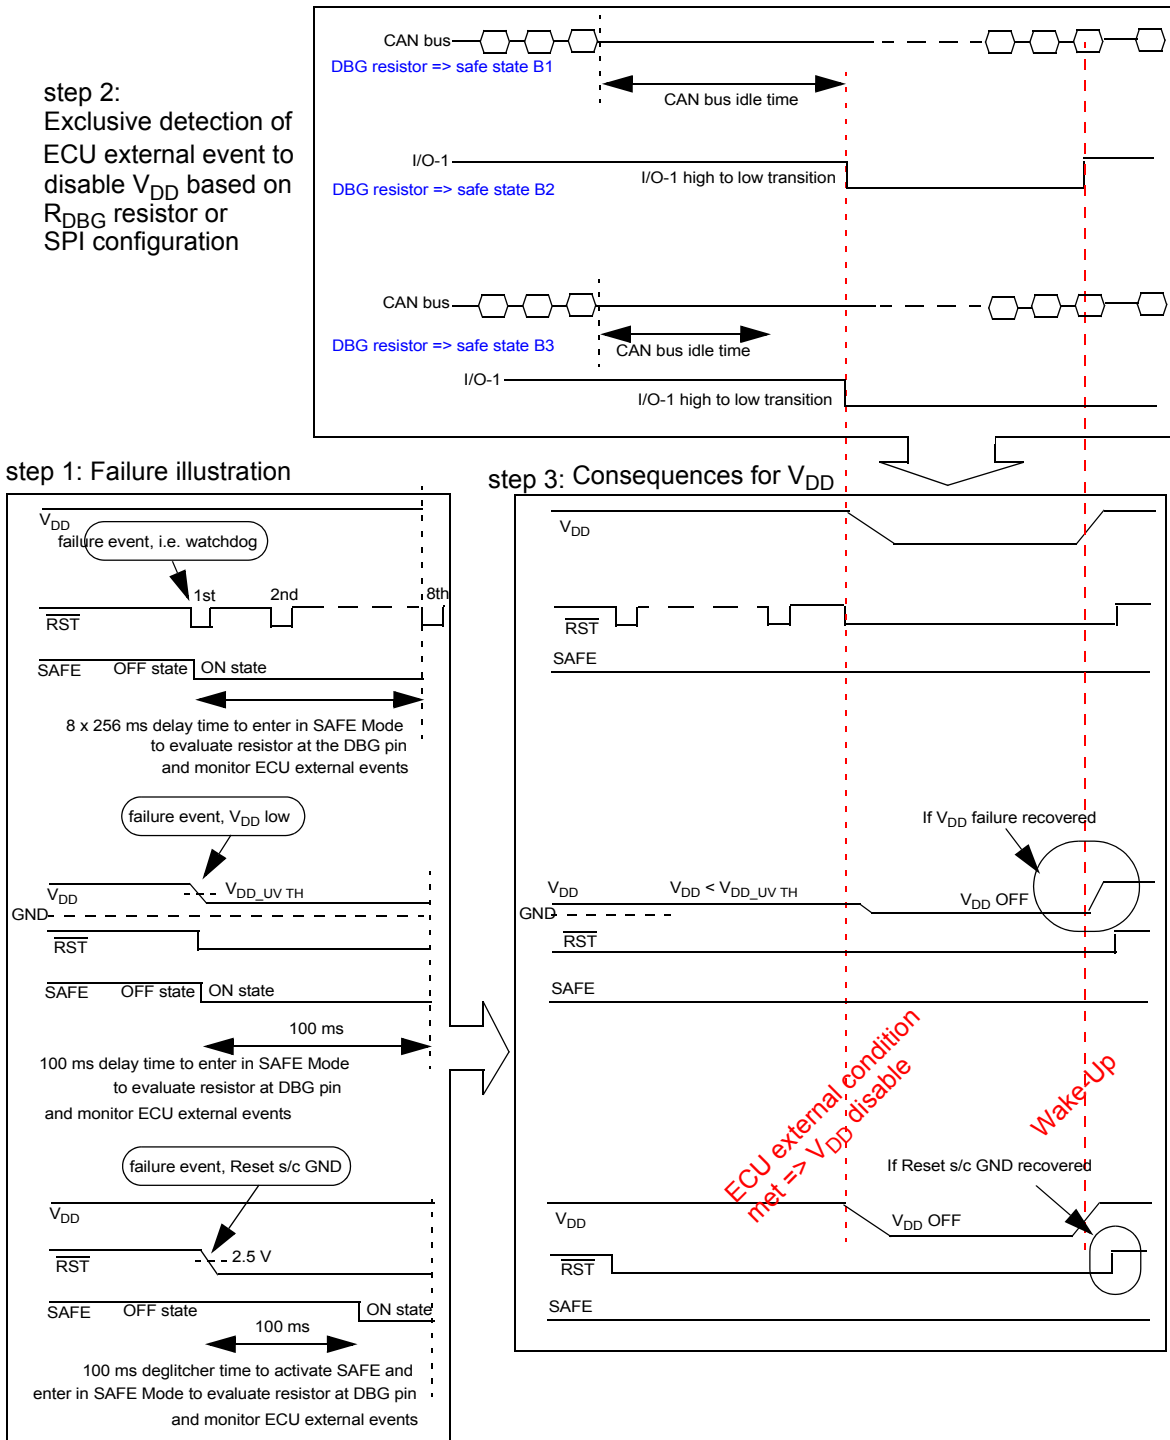 step 2:
Exclusive detection of
ECU external event to
disable VDD based on
RDBG resistor or
SPI configuration
CAN bus
DBG resistor => safe state B1
CAN bus idle time
I/O-1
I/O-1 high to low transition
DBG resistor => safe state B2
CAN bus
DBG resistor => safe state B3
CAN bus idle time
I/O-1
I/O-1 high to low transition
step 1: Failure illustration
VDD
failure event, i.e. watchdog
1st
2nd
8th
RST
SAFE
OFF state
ON state
8 x 256 ms delay time to enter in SAFE Mode
to evaluate resistor at the DBG pin
and monitor ECU external events
failure event, VDD low
VDD
VDD_UV TH
GND
RST
SAFE
OFF state
ON state
100 ms
100 ms delay time to enter in SAFE Mode
to evaluate resistor at DBG pin
and monitor ECU external events
failure event, Reset s/c GND
VDD
2.5 V
RST
SAFE
OFF state
ON state
100 ms
100 ms deglitcher time to activate SAFE and
enter in SAFE Mode to evaluate resistor at DBG pin
and monitor ECU external events
step 3: Consequences for VDD
VDD
RST
SAFE
If VDD failure recovered
VDD
VDD < VDD_UV TH
VDD OFF
GND
RST
SAFE
ECU external condition
met => VDD disable
Wake-Up
If Reset s/c GND recovered
VDD
VDD OFF
RST
SAFE